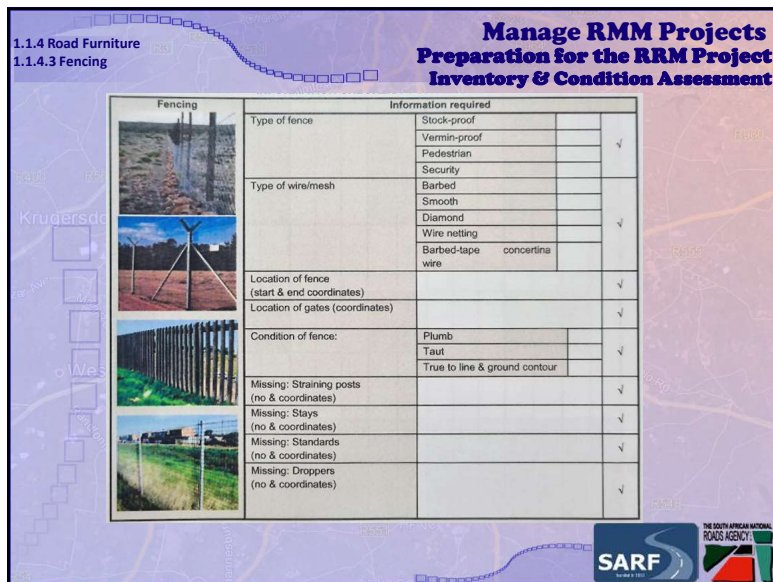 1.1.4 Road Furniture
1.1.4.3 Fencing
Manage RMM Projects
Preparation for the RRM Project
Inventory & Condition Assessment
Fencing
Information required
Type of fence
Stock-proof
√
Vermin-proof
Pedestrian
Security
Type of wire/mesh
Barbed
√
Smooth
Diamond
Wire netting
Barbed-tape concertina
wire
Location of fence
(start & end coordinates)
√
Location of gates (coordinates)
√
Condition of fence:
Plumb
√
Taut
True to line & ground contour
Missing: Straining posts
(no & coordinates)
√
Missing: Stays
(no & coordinates)
√
Missing: Standards
(no & coordinates)
√
Missing: Droppers
(no & coordinates)
√
Krugersdo
o Wes
R555
SARF
THE SOUTH AFRICAN NATIONAL
ROADS AGENCY